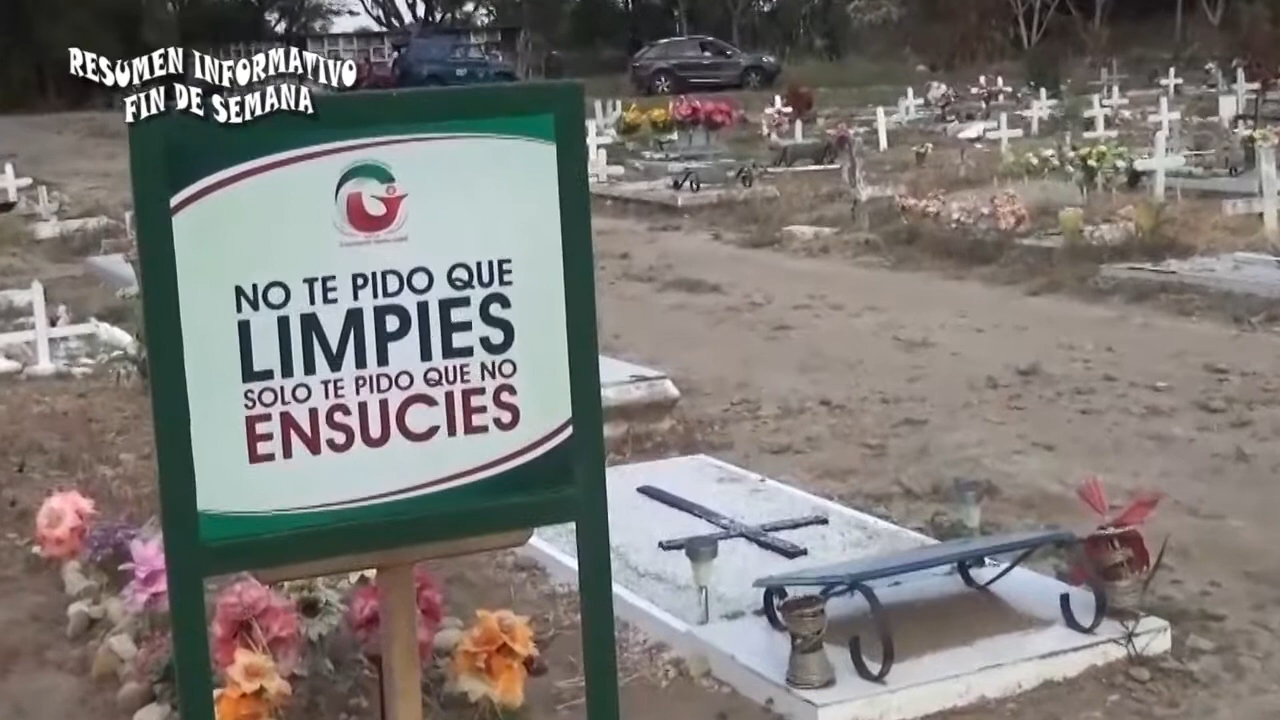 RESUMEN INFORMATIVO
FIN DE SEMANA
NO TE PIDO QUE
LIMPIES
SOLO TE PIDO QUE NO
ENSUCIES